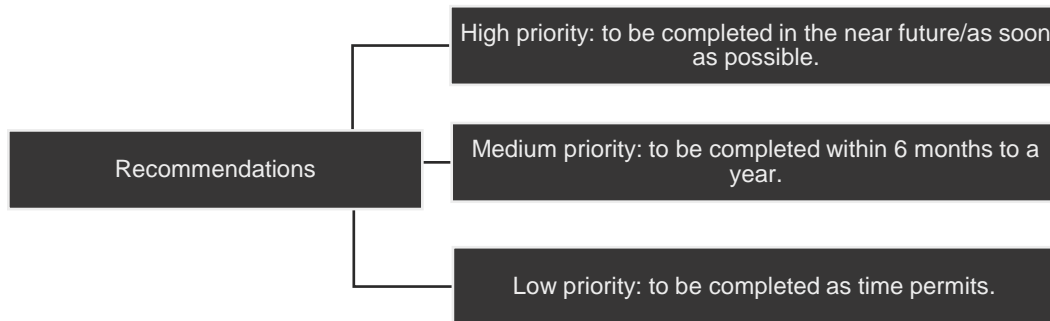 High priority: to be completed in the near future/as soon
as possible.
Recommendations
Medium priority: to be completed within 6 months to a
year.
Low priority: to be completed as time permits.